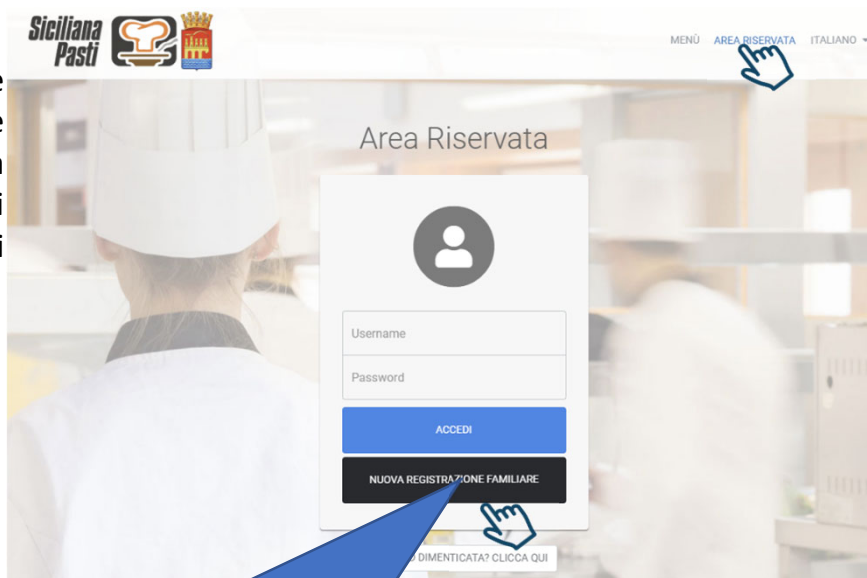 Siciliana
Pasti
MENÙ AREA RISERVATA ITALIANO
Area Riservata
Username
Password
ACCEDI
NUOVA REGISTRAZIONE FAMILIARE
DIMENTICATA? CLICCA QUI